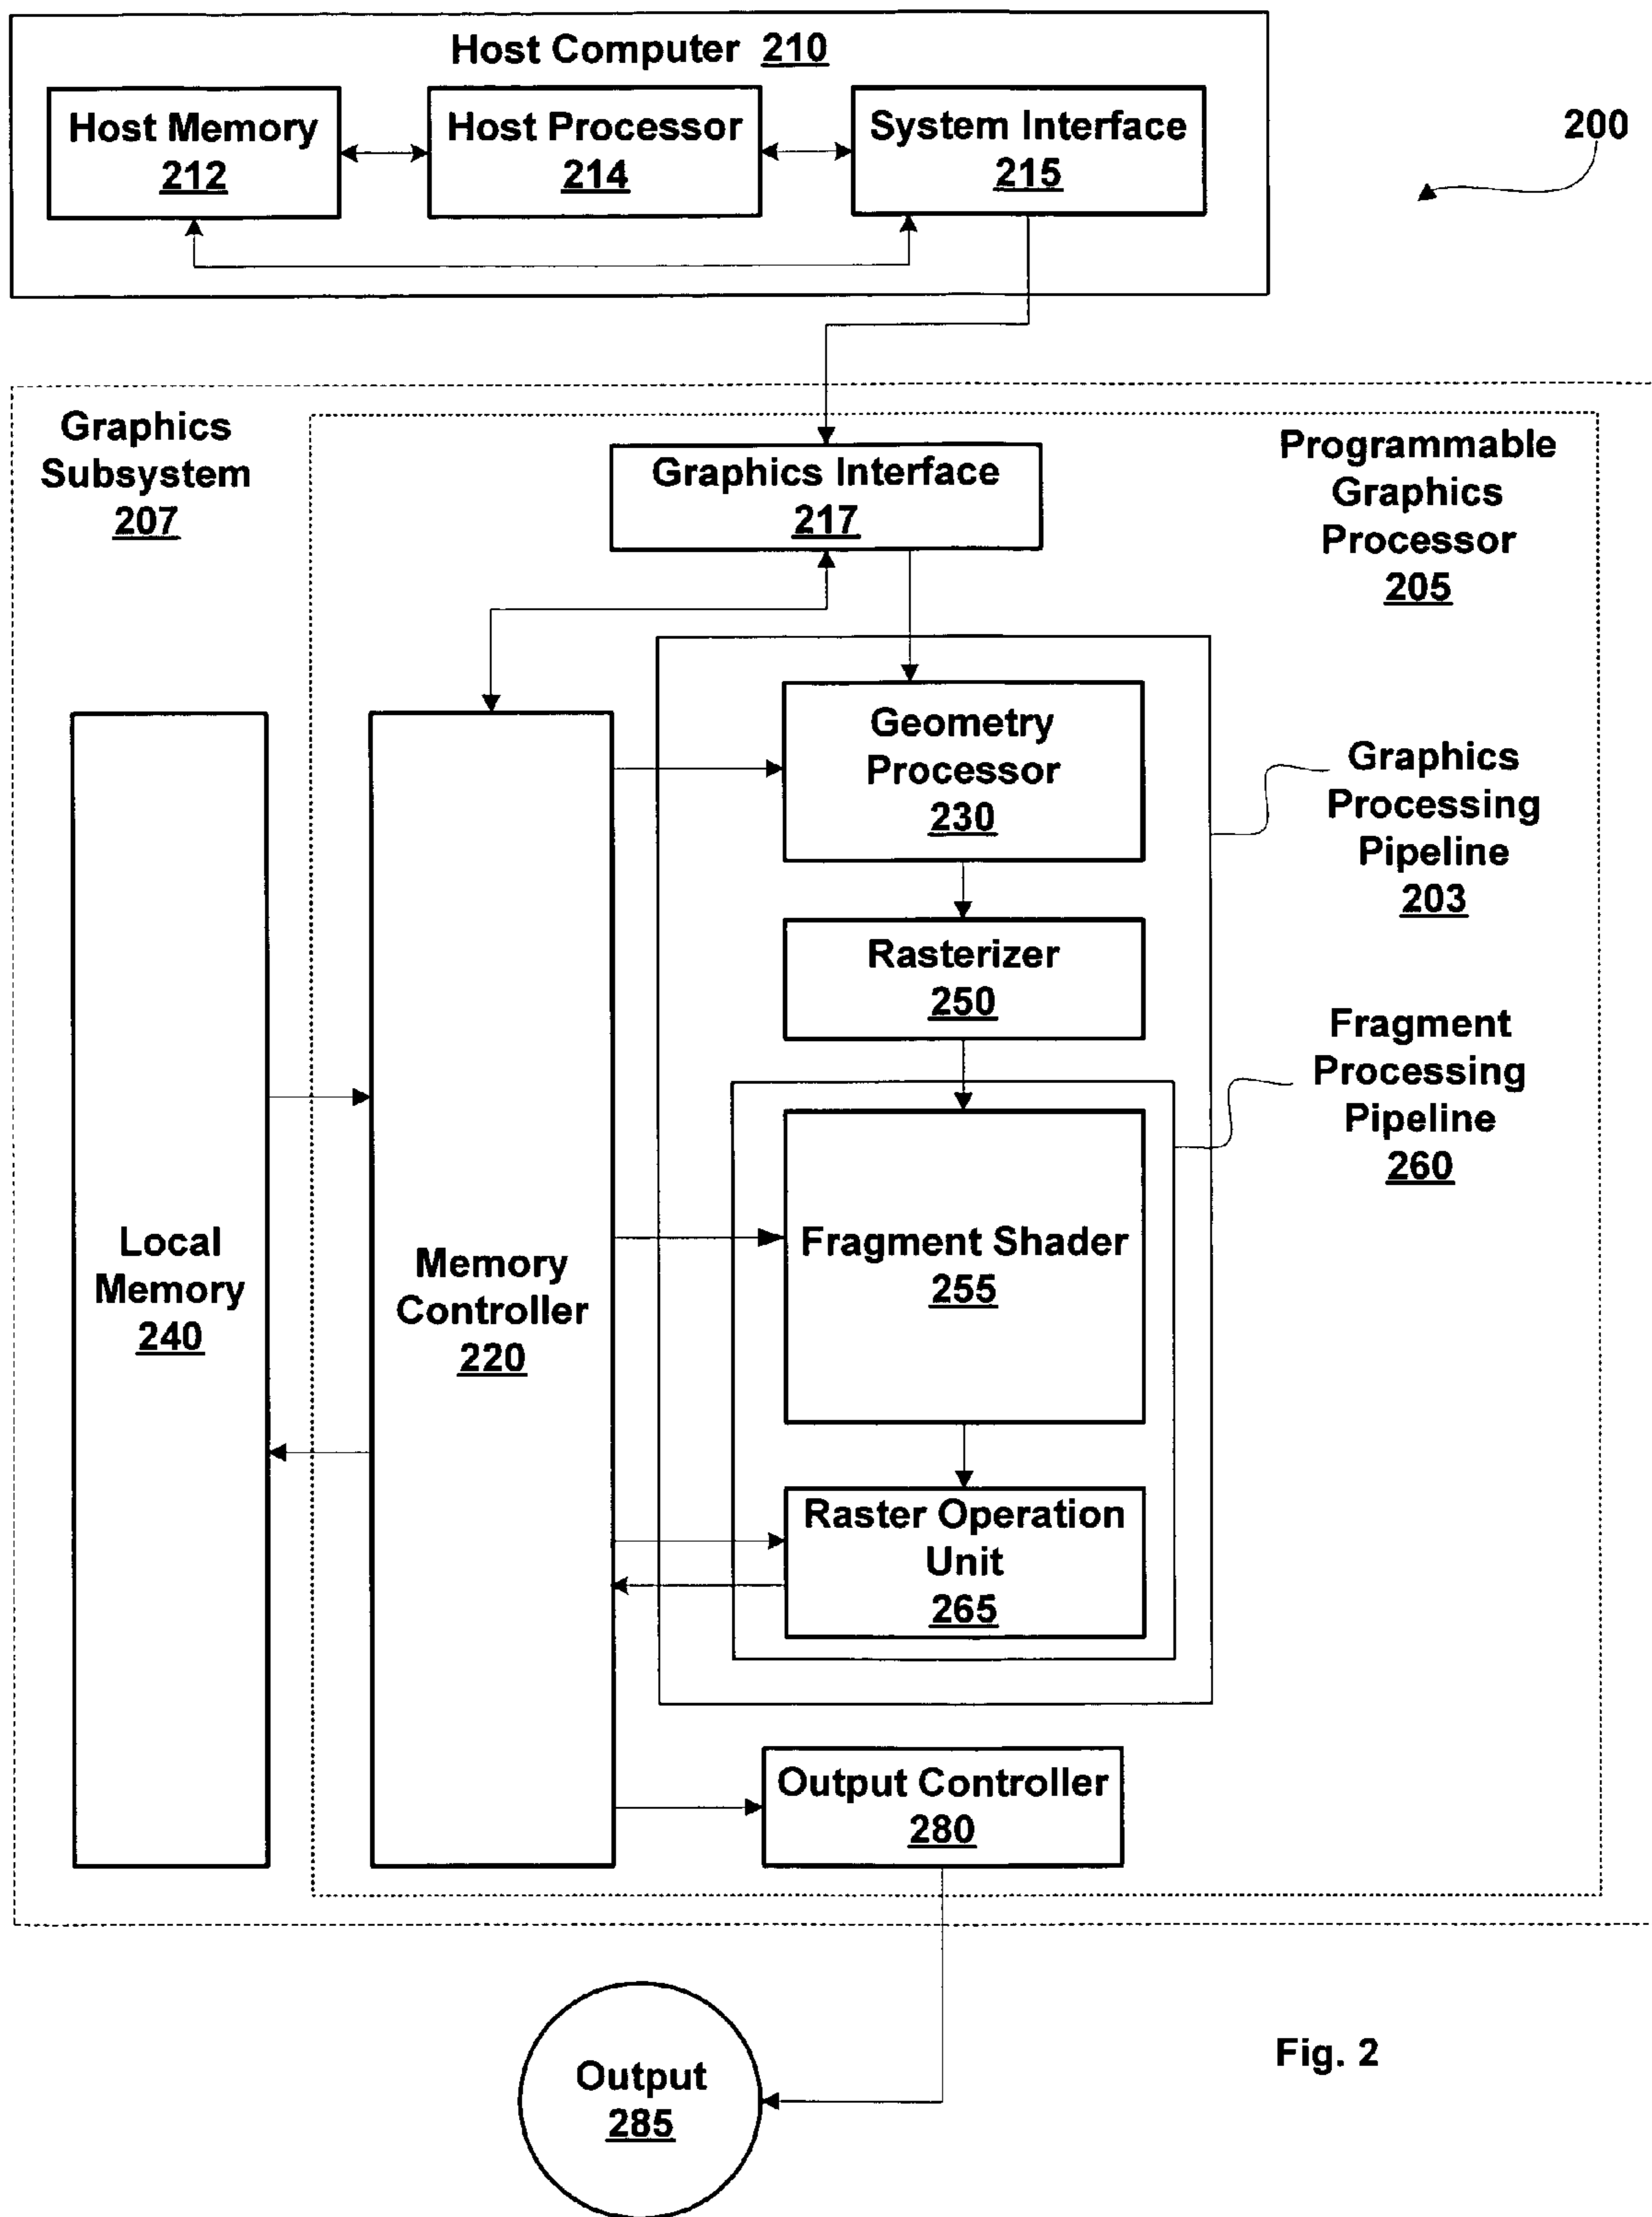 Host Computer 210
Host Memory
212
Host Processor
214
System Interface
215
200
Graphics
Subsystem
207
Graphics Interface
217
Programmable
Graphics
Processor
205
Geometry
Processor
230
Graphics
Processing
Pipeline
203
Rasterizer
250
Fragment
Processing
Pipeline
260
Local
Memory
240
Memory
Controller
220
Fragment Shader
255
Raster Operation
Unit
265
Output Controller
280
Output
285
Fig. 2